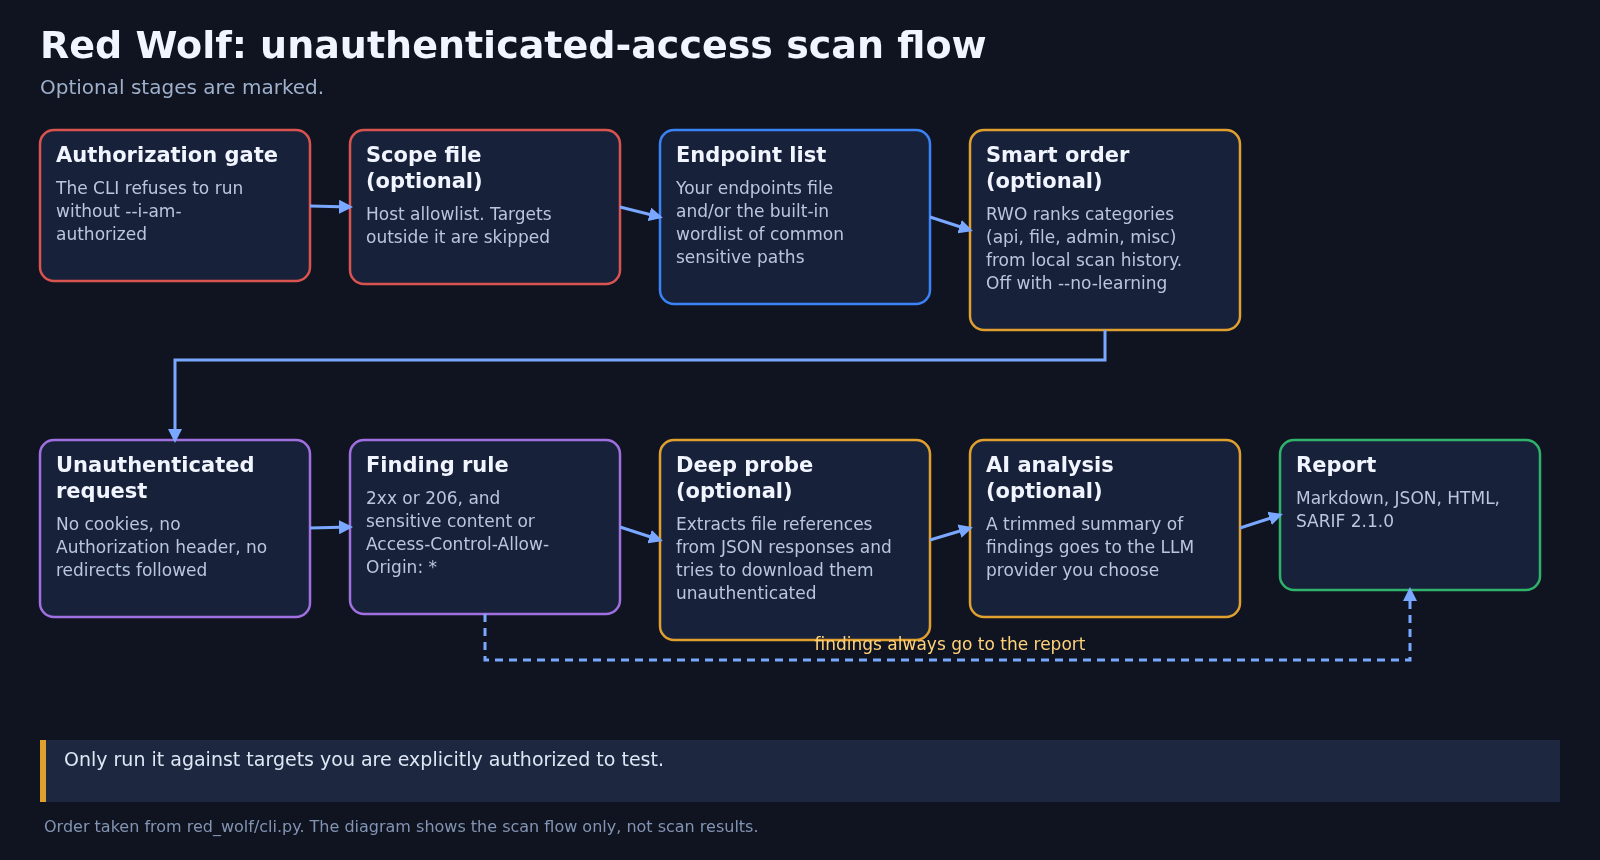 Red Wolf: unauthenticated-access scan flow
Optional stages are marked.
Authorization gate
The CLI refuses to run
without --i-am-
authorized
Scope file
(optional)
Host allowlist. Targets
outside it are skipped
Endpoint list
Your endpoints file
and/or the built-in
wordlist of common
sensitive paths
Smart order
(optional)
RWO ranks categories
(api, file, admin, misc)
from local scan history.
Off with --no-learning
Unauthenticated
request
No cookies, no
Authorization header, no
redirects followed
Finding rule
2xx or 206, and
sensitive content or
Access-Control-Allow-
Origin: *
Deep probe
(optional)
Extracts file references
from JSON responses and
tries to download them
unauthenticated
AI analysis
(optional)
A trimmed summary of
findings goes to the LLM
provider you choose
Report
Markdown, JSON, HTML,
SARIF 2.1.0
findings always go to the report
Only run it against targets you are explicitly authorized to test.
Order taken from red_wolf/cli.py. The diagram shows the scan flow only, not scan results.